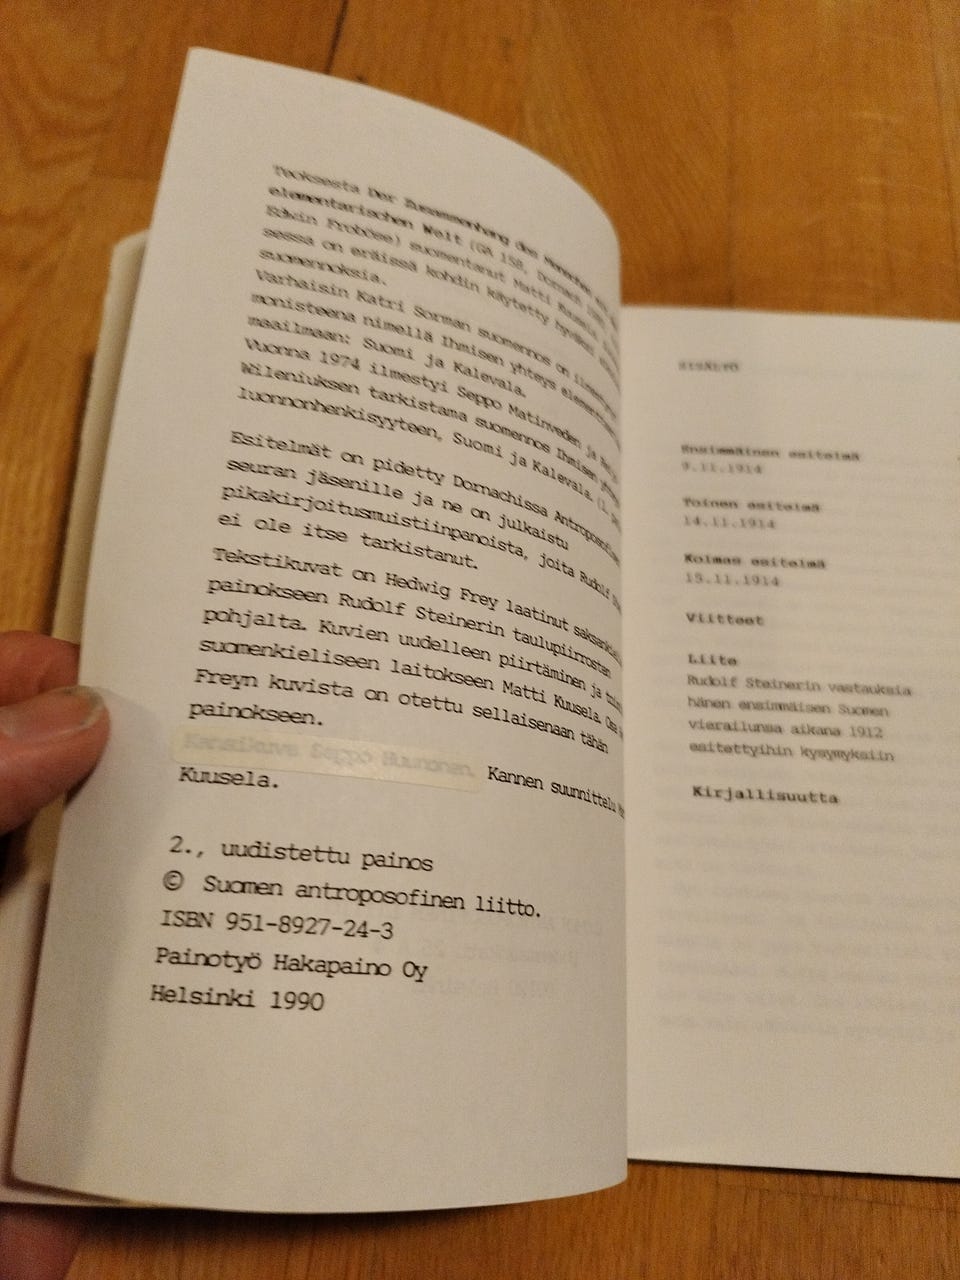 Teoksesta Der Zusammenhang des Menschen mit der
elementarischen Welt (GA 158, Dornach
Edwin Froböse) suomentanut Matti Kuusela.
sessä on eräissä kohdin käytetty hyväksi
suomennoksia.
Varhaisin Katri Sorman suomennos on ilmestynyt
monisteena nimellä Ihmisen yhteys
maailmaan: Suomi ja Kalevala.
Vuonna 1974 ilmestyi Seppo Matinveden ja
Wileniuksen tarkistama suomennos Ihmisen yhteys
luonnonhenkisyyteen, Suomi ja Kalevala. (1.
Esitelmät on pidetty Dornachissa
seuran jäsenille ja ne on julkaistu
pikakirjoitusmuistiinpanoista, joita Rudolf
ei ole itse tarkistanut.
Tekstikuvat on Hedwig Frey laatinut
painokseen Rudolf Steinerin taulupiirrosten
pohjalta. Kuvien uudelleen piirtäminen ja
suomenkieliseen laitokseen Matti Kuusela. Osa
Freyn kuvista on otettu sellaisenaan tähän
painokseen.
Kansikuva Seppo Huunonen. Kannen suunnittelu
Kuusela.
2., uudistettu painos
© Suomen antroposofinen liitto.
ISBN 951-8927-24-3
Painotyö Hakapaino Oy
Helsinki 1990
SISÄLTÖ
Ensimmäinen esitelmä
9.11.1914
Toinen esitelmä
14.11.1914
Kolmas esitelmä
15.11.1914
Viitteet
Liite
Rudolf Steinerin vastauksia
hänen ensimmäisen Suomen
vierailunsa aikana 1912
esitettyihin kysymyksiin
Kirjallisuutta